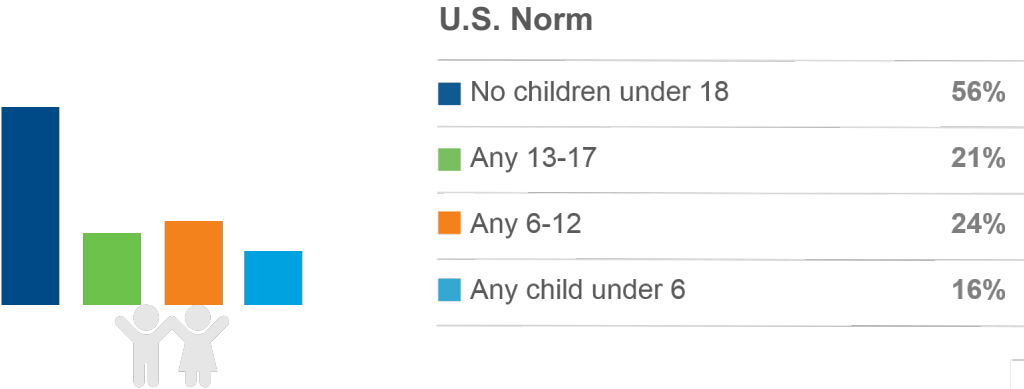 U.S. Norm
No children under 18 56%
Any 13-17 21%
Any 6-12 24%
Any child under 6 16%